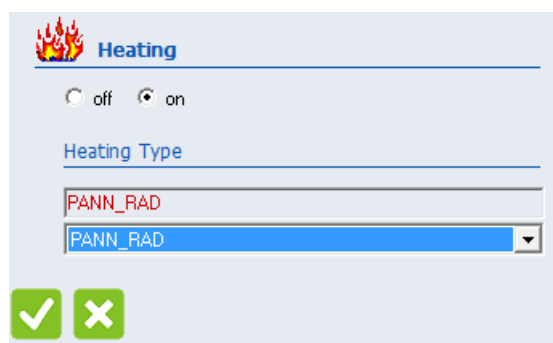 Heating
off on
Heating Type
PANN_RAD
PANN_RAD